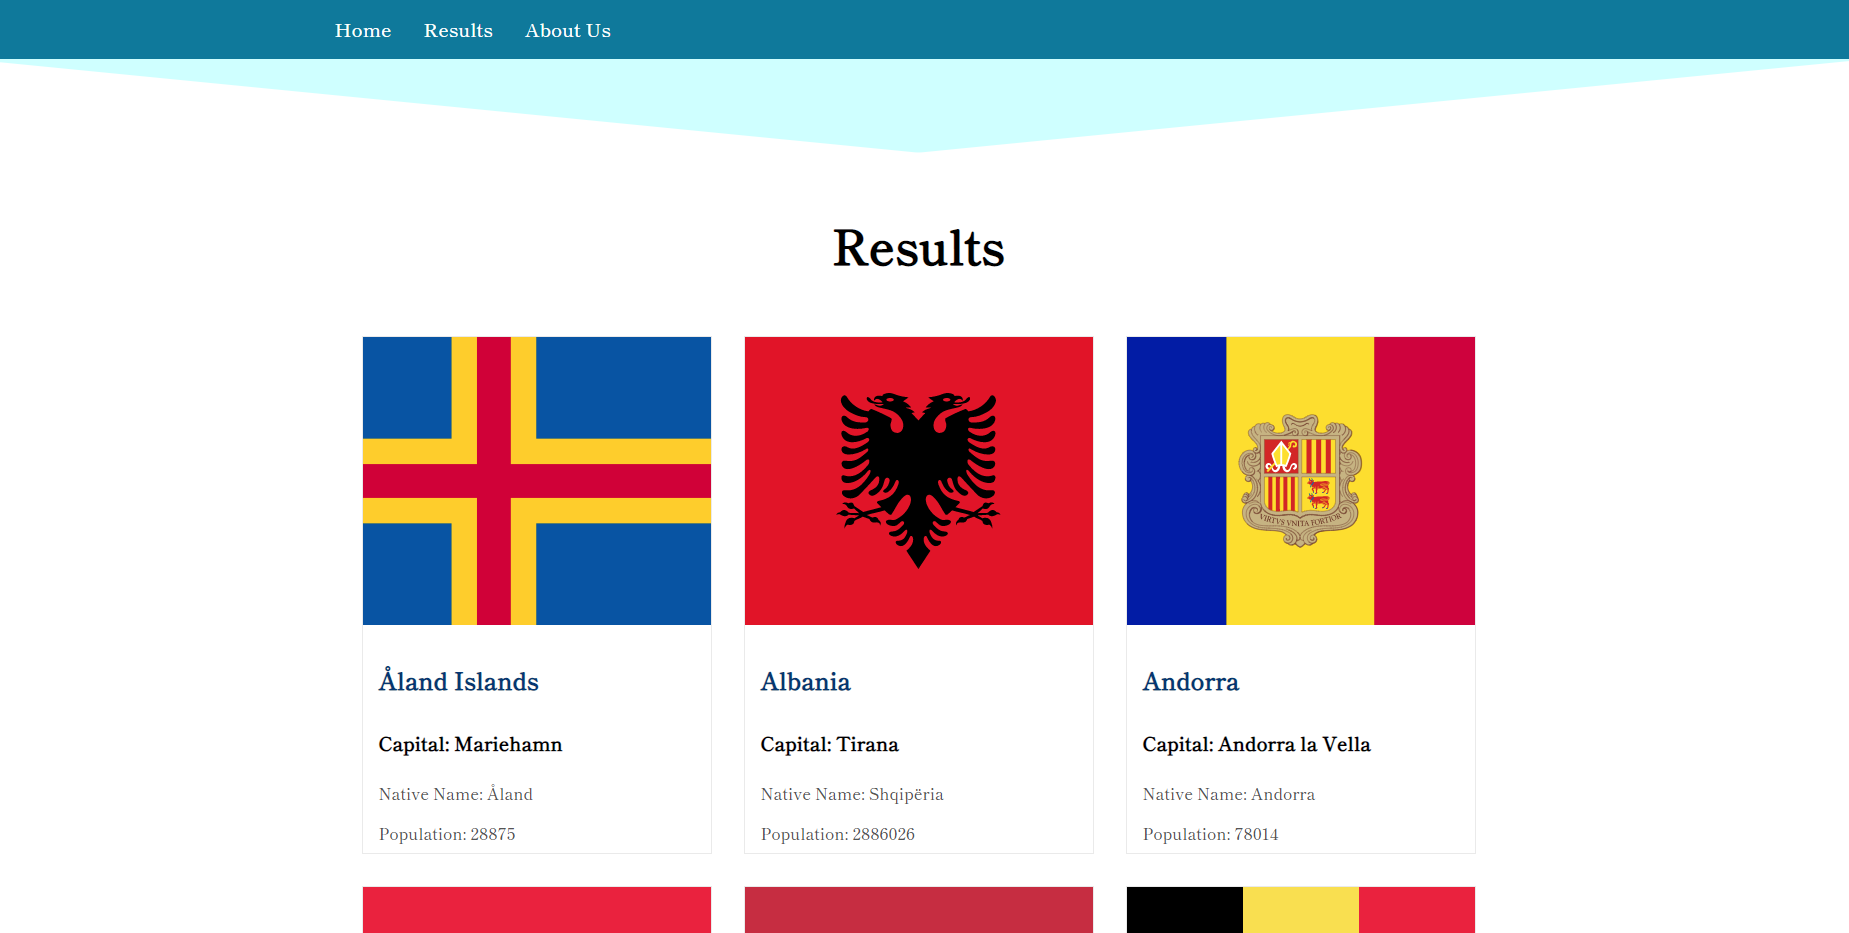 Home Results About Us
Results
Åland Islands
Capital: Mariehamn
Native Name: Åland
Population: 28875
Albania
Capital: Tirana
Native Name: Shqipëria
Population: 2886026
VIRTVS VNITA FORTIOR
Andorra
Capital: Andorra la Vella
Native Name: Andorra
Population: 78014